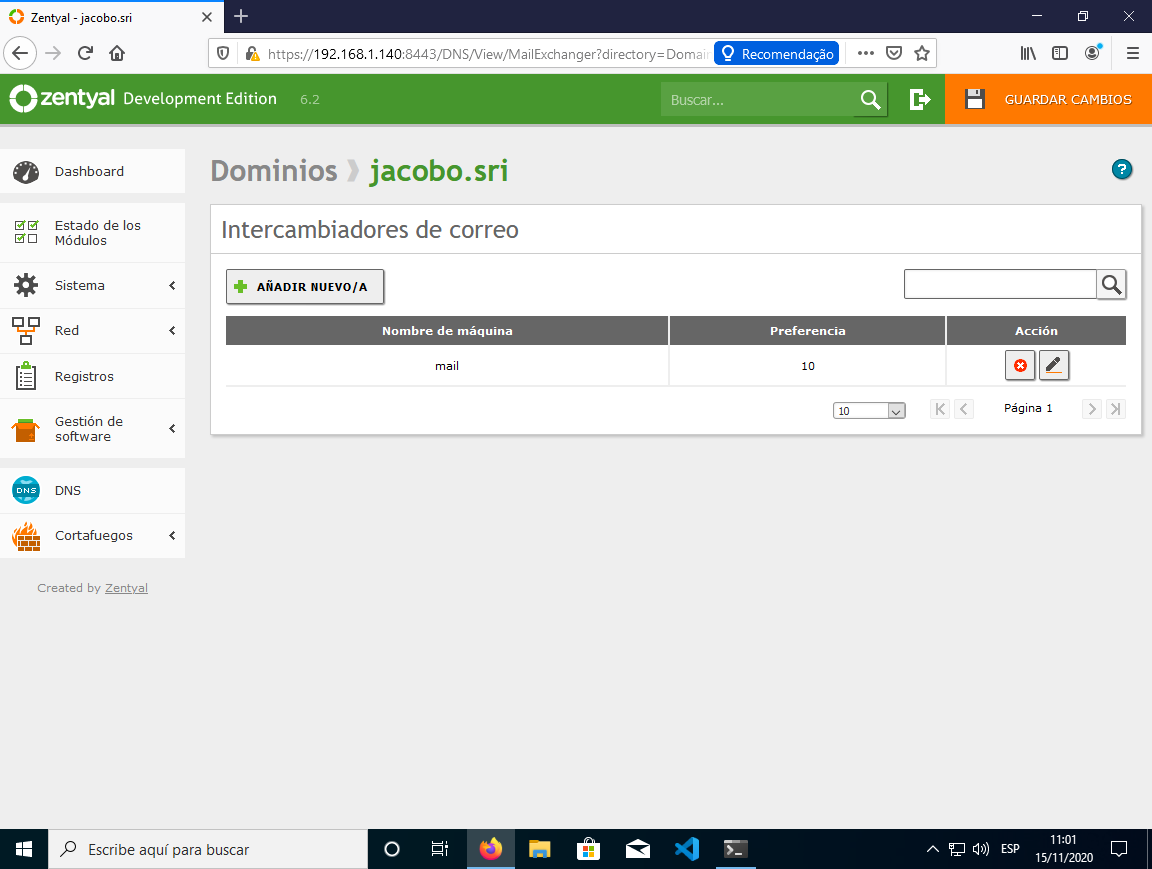 Zentyal - jacobo.sri
https://192.168.1.140:8443/DNS/View/MailExchanger?directory=Domai
Recomendação
zentyal Development Edition 6.2
Buscar...
GUARDAR CAMBIOS
Dashboard
Estado de los
Módulos
Sistema
Red
Registros
Gestión de
software
DNS
DNS
Cortafuegos
Created by Zentyal
Dominios jacobo.sri
?
Intercambiadores de correo
AÑADIR NUEVO/A
Nombre de máquina Preferencia Acción
mail 10
10 Página 1
Escribe aquí para buscar
ESP
11:01
15/11/2020